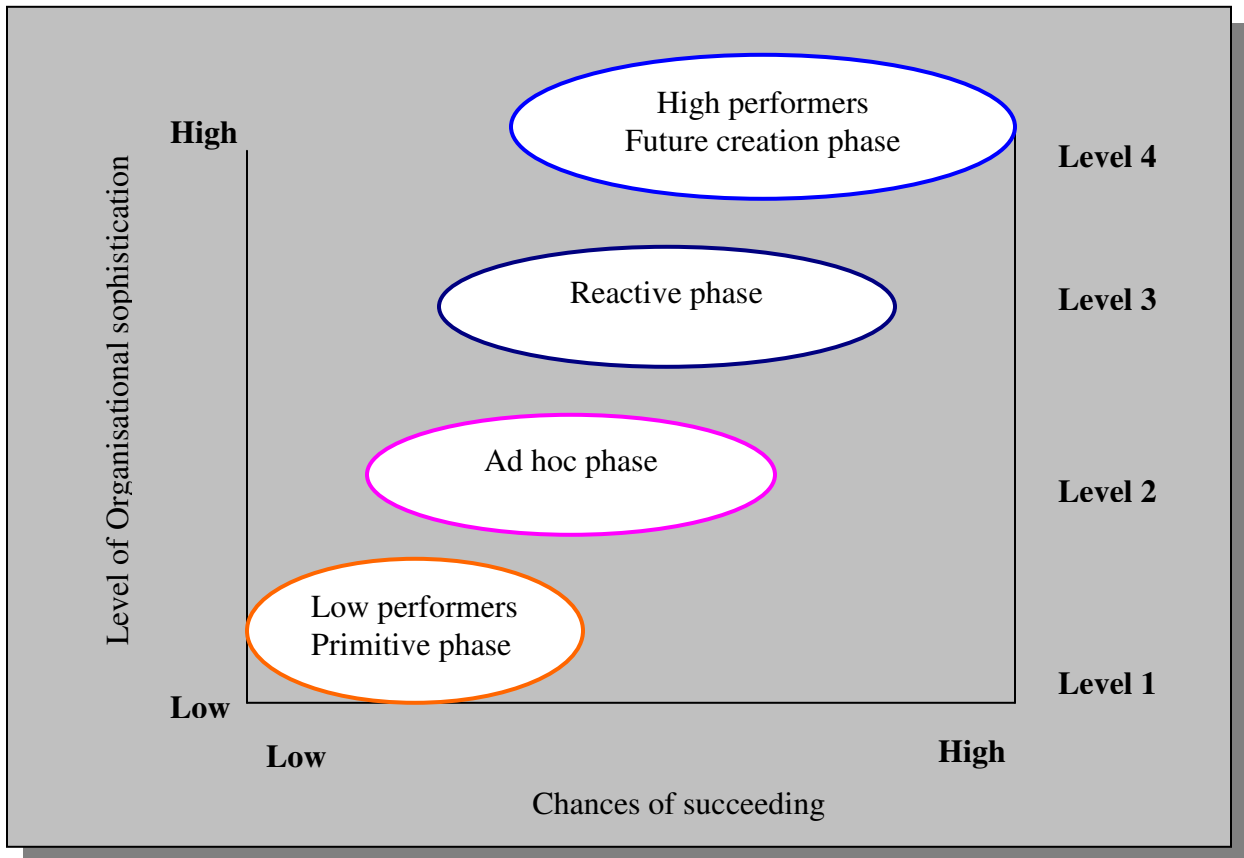 High performers
Future creation phase
High
Level 4
Level of Organisational sophistication
Reactive phase
Level 3
Ad hoc phase
Level 2
Low performers
Primitive phase
Level 1
Low
Low
High
Chances of succeeding